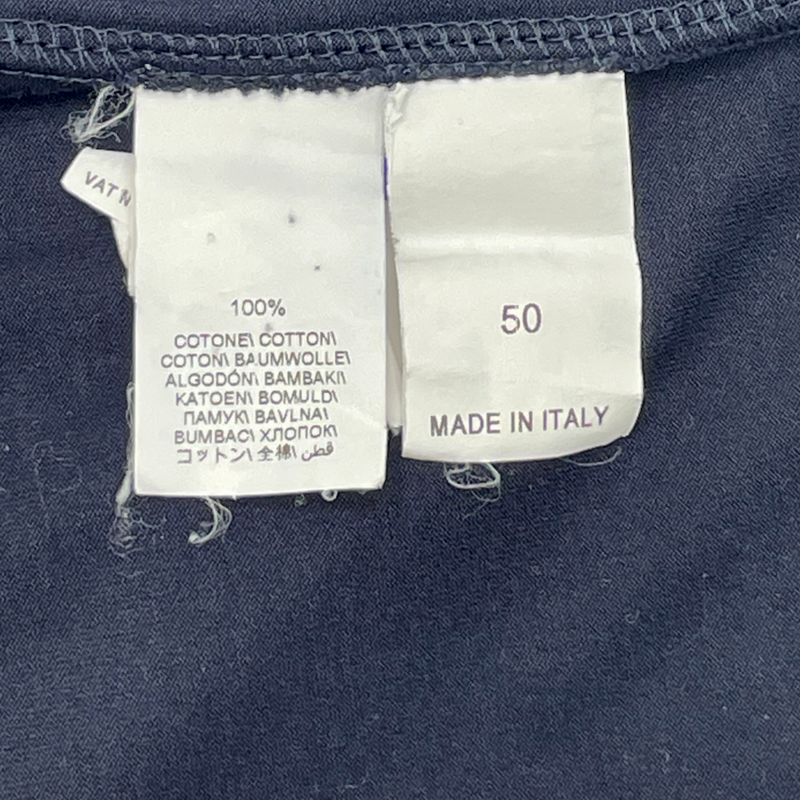 VAT N
100%
COTONE\ COTTON\
COTON\ BAUMWOLLE\
ALGODÓN\ BAMBAKI\
KATOEN\ BOMULD\
ПАМУК\ BAVLNA\
BUMBAC\ ХЛОПОК\
コットン\ 全棉\ قطن
50
MADE IN ITALY